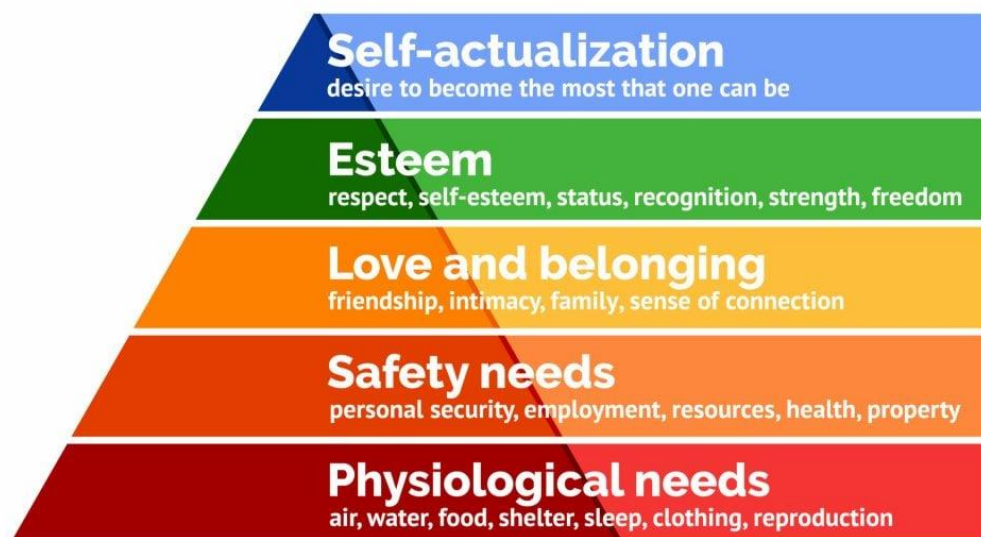 Self-actualization
desire to become the most that one can be
Esteem
respect, self-esteem, status, recognition, strength, freedom
Love and belonging
friendship, intimacy, family, sense of connection
Safety needs
personal security, employment, resources, health, property
Physiological needs
air, water, food, shelter, sleep, clothing, reproduction